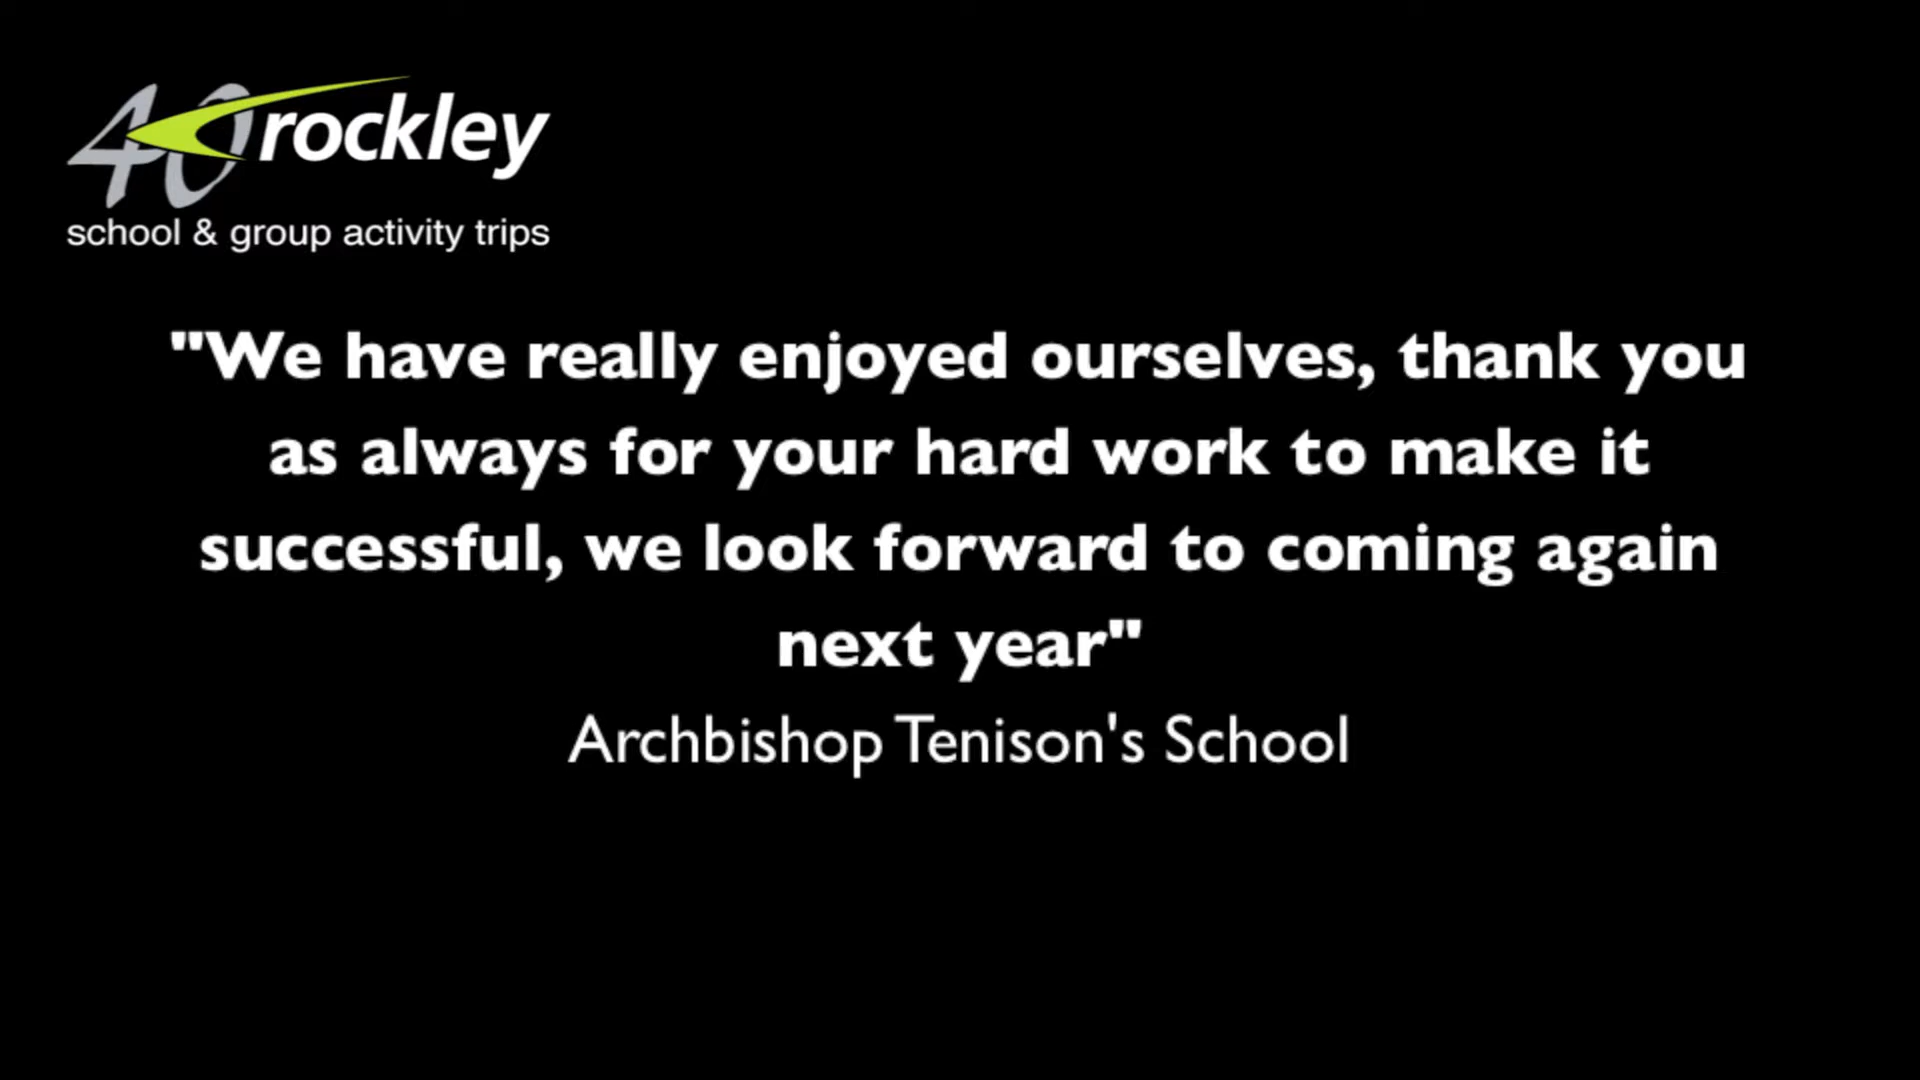 40 rockley
school & group activity trips
"We have really enjoyed ourselves, thank you
as always for your hard work to make it
successful, we look forward to coming again
next year"
Archbishop Tenison's School